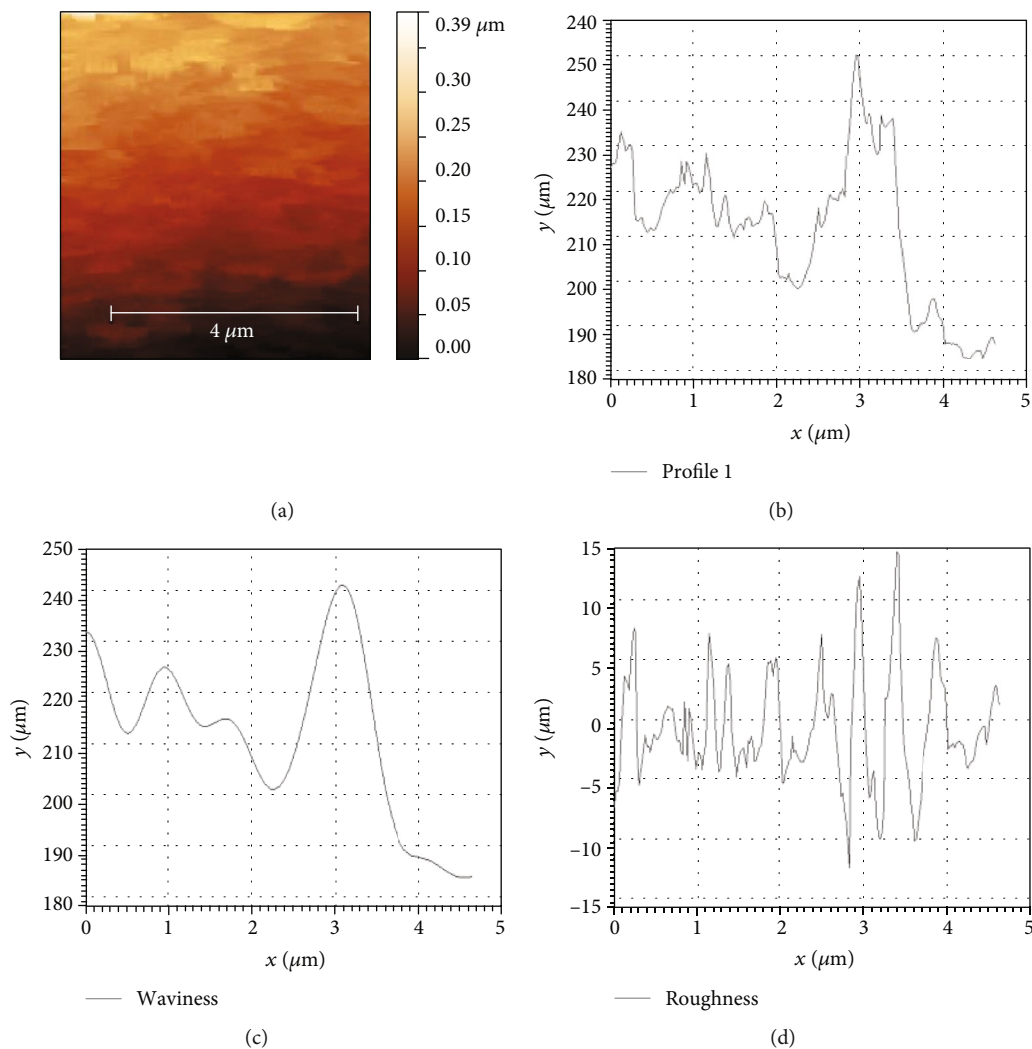 0.39 μm
0.30
0.25
0.20
0.15
0.10
0.05
0.00
4 μm
(a)
240
250
240
230
220
210
200
190
180
y (μm)
0 1 2 3 4 5
x (μm)
Profile 1
(b)
250
240
230
220
210
200
190
180
y (μm)
0 1 2 3 4 5
x (μm)
Waviness
(c)
15
10
5
0
−5
−10
−15
y (μm)
0 1 2 3 4 5
x (μm)
Roughness
(d)